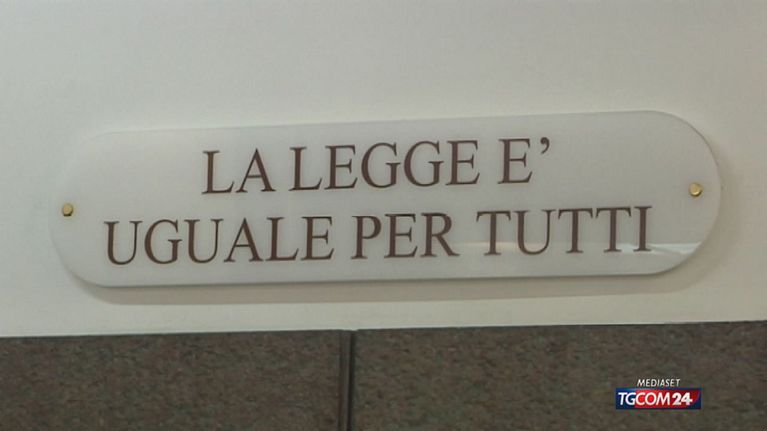 LA LEGGE E’
UGUALE PER TUTTI
MEDIASET
TGCOM24